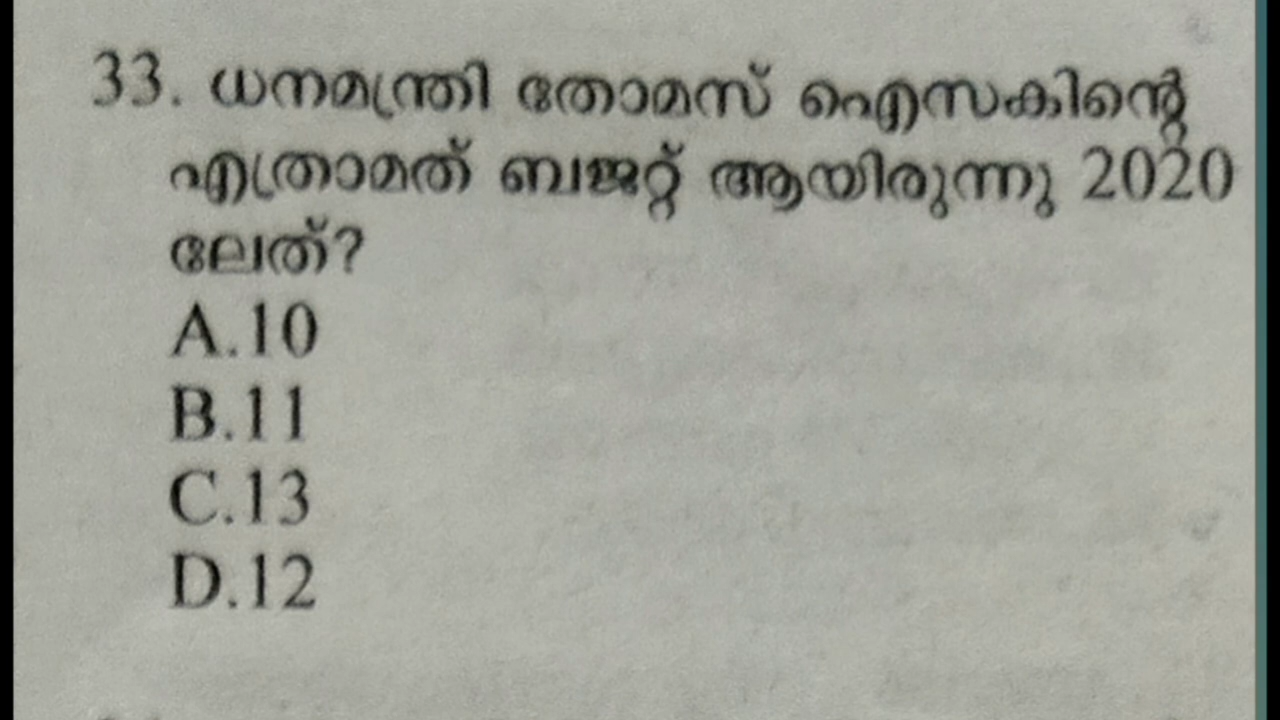 33. ധനമന്ത്രി തോമസ് ഐസകിന്റെ
എത്രാമത് ബജറ്റ് ആയിരുന്നു 2020
ലേത്?
A.10
B.11
C.13
D.12